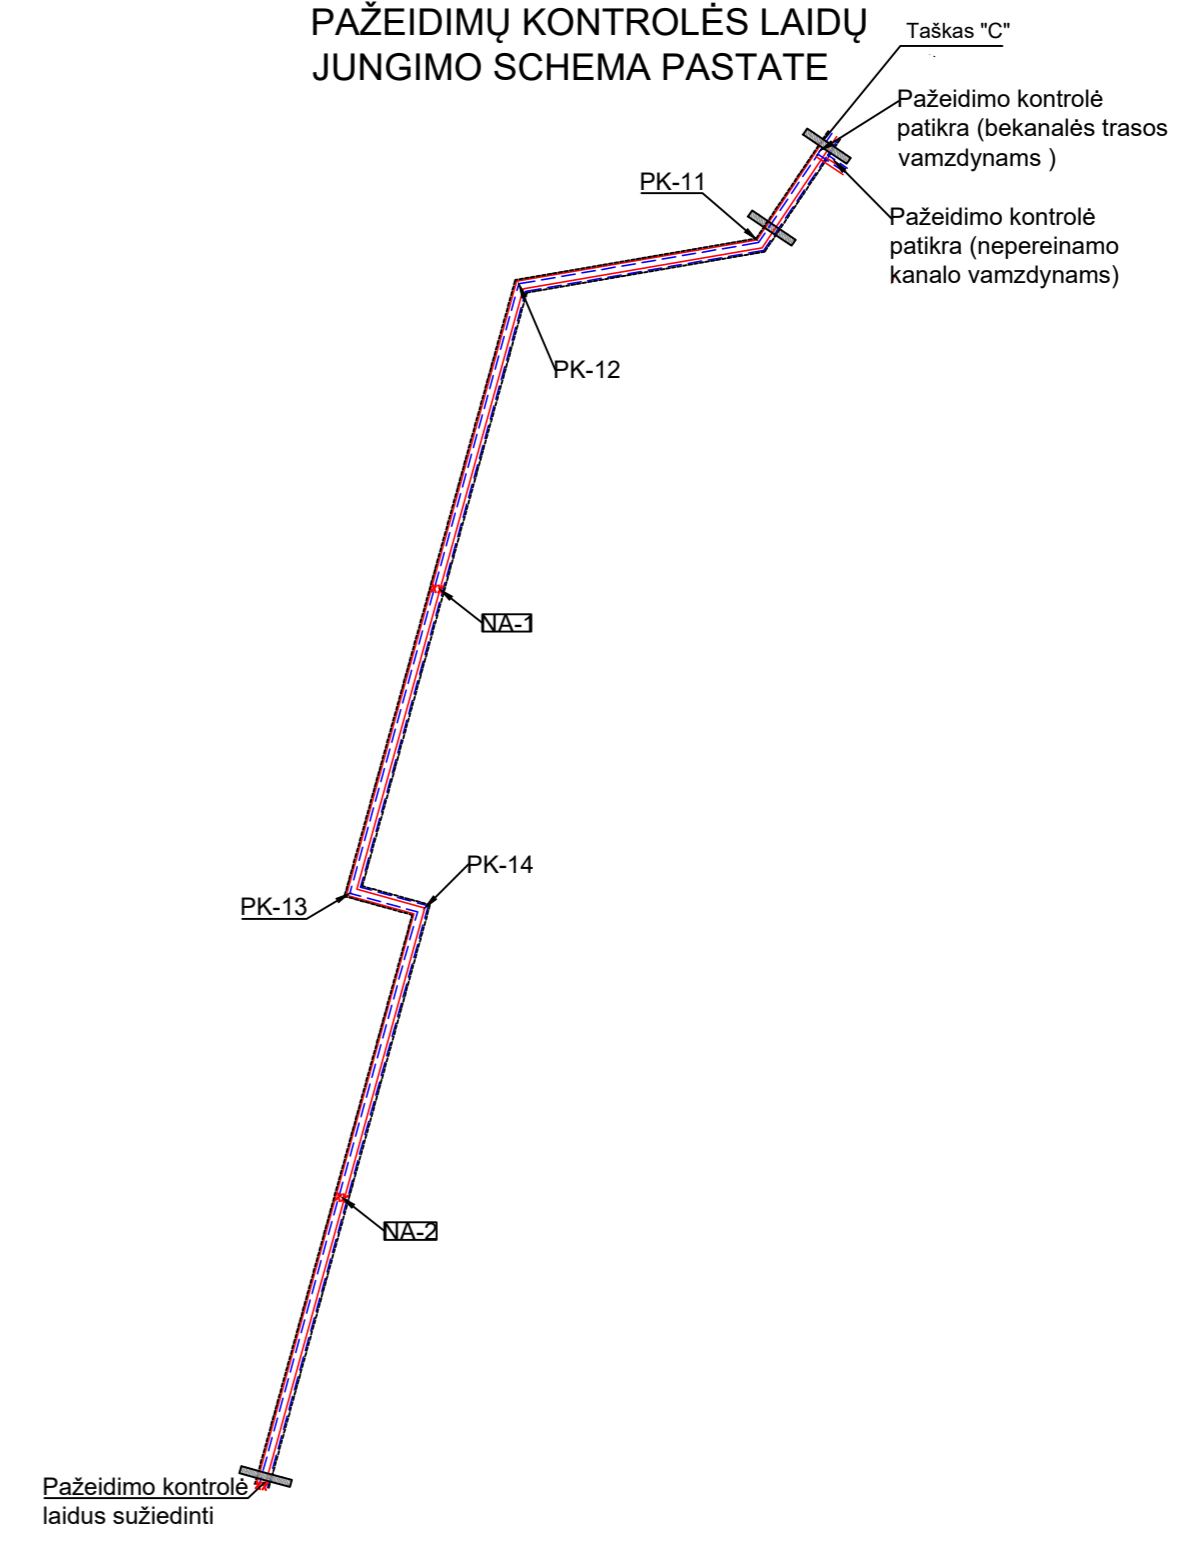 PAŽEIDIMŲ KONTROLĖS LAIDŲ
JUNGIMO SCHEMA PASTATE
Taškas "C"
Pažeidimo kontrolė
patikra (bekanalės trasos
vamzdynams )
PK-11
Pažeidimo kontrolė
patikra (nepereinamo
kanalo vamzdynams)
PK-12
NA-1
PK-14
PK-13
NA-2
Pažeidimo kontrolė
laidus sužiedinti